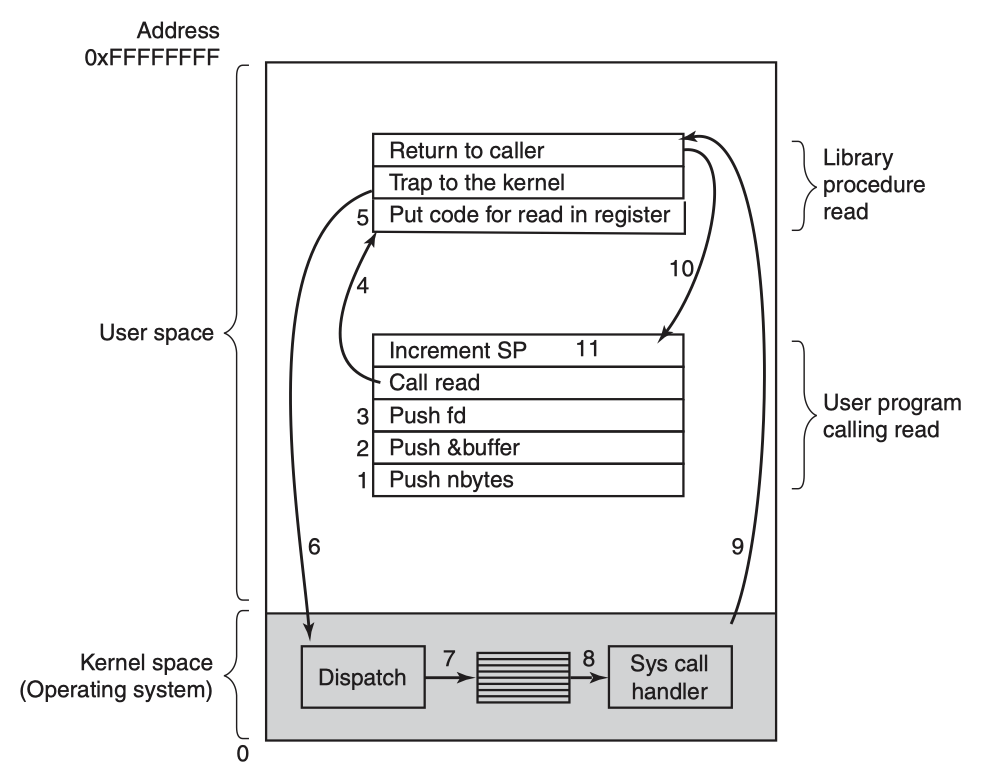 Address
0xFFFFFFFF
Return to caller
Trap to the kernel
5 Put code for read in register
Library
procedure
read
4
10
User space
Increment SP 11
Call read
3 Push fd
2 Push &buffer
1 Push nbytes
User program
calling read
6
9
Kernel space
(Operating system)
Dispatch
7
8
Sys call
handler
0